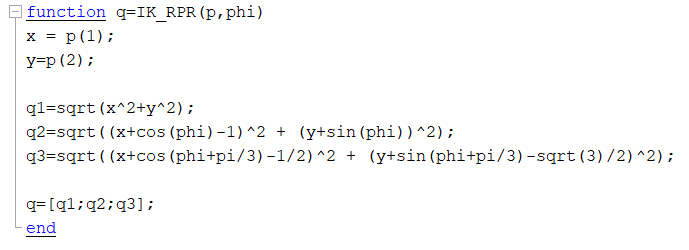 function q=IK_RPR(p,phi)
x = p(1);
y=p(2);
q1=sqrt(x^2+y^2);
q2=sqrt((x+cos(phi)-1)^2 + (y+sin(phi))^2);
q3=sqrt((x+cos(phi+pi/3)-1/2)^2 + (y+sin(phi+pi/3)-sqrt(3)/2)^2);
q=[q1;q2;q3];
end